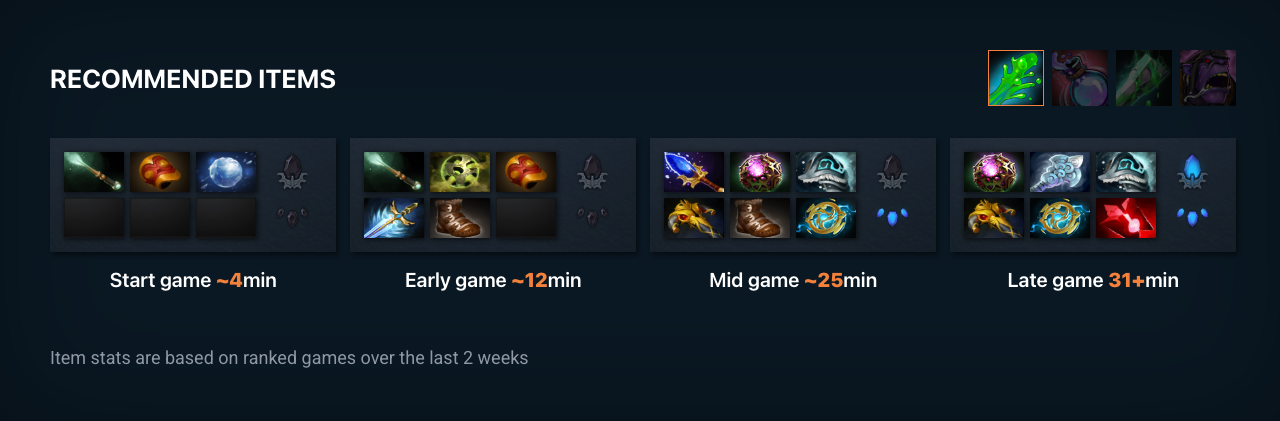 RECOMMENDED ITEMS
Start game ~4min
Early game ~12min
Mid game ~25min
Late game 31+min
Item stats are based on ranked games over the last 2 weeks